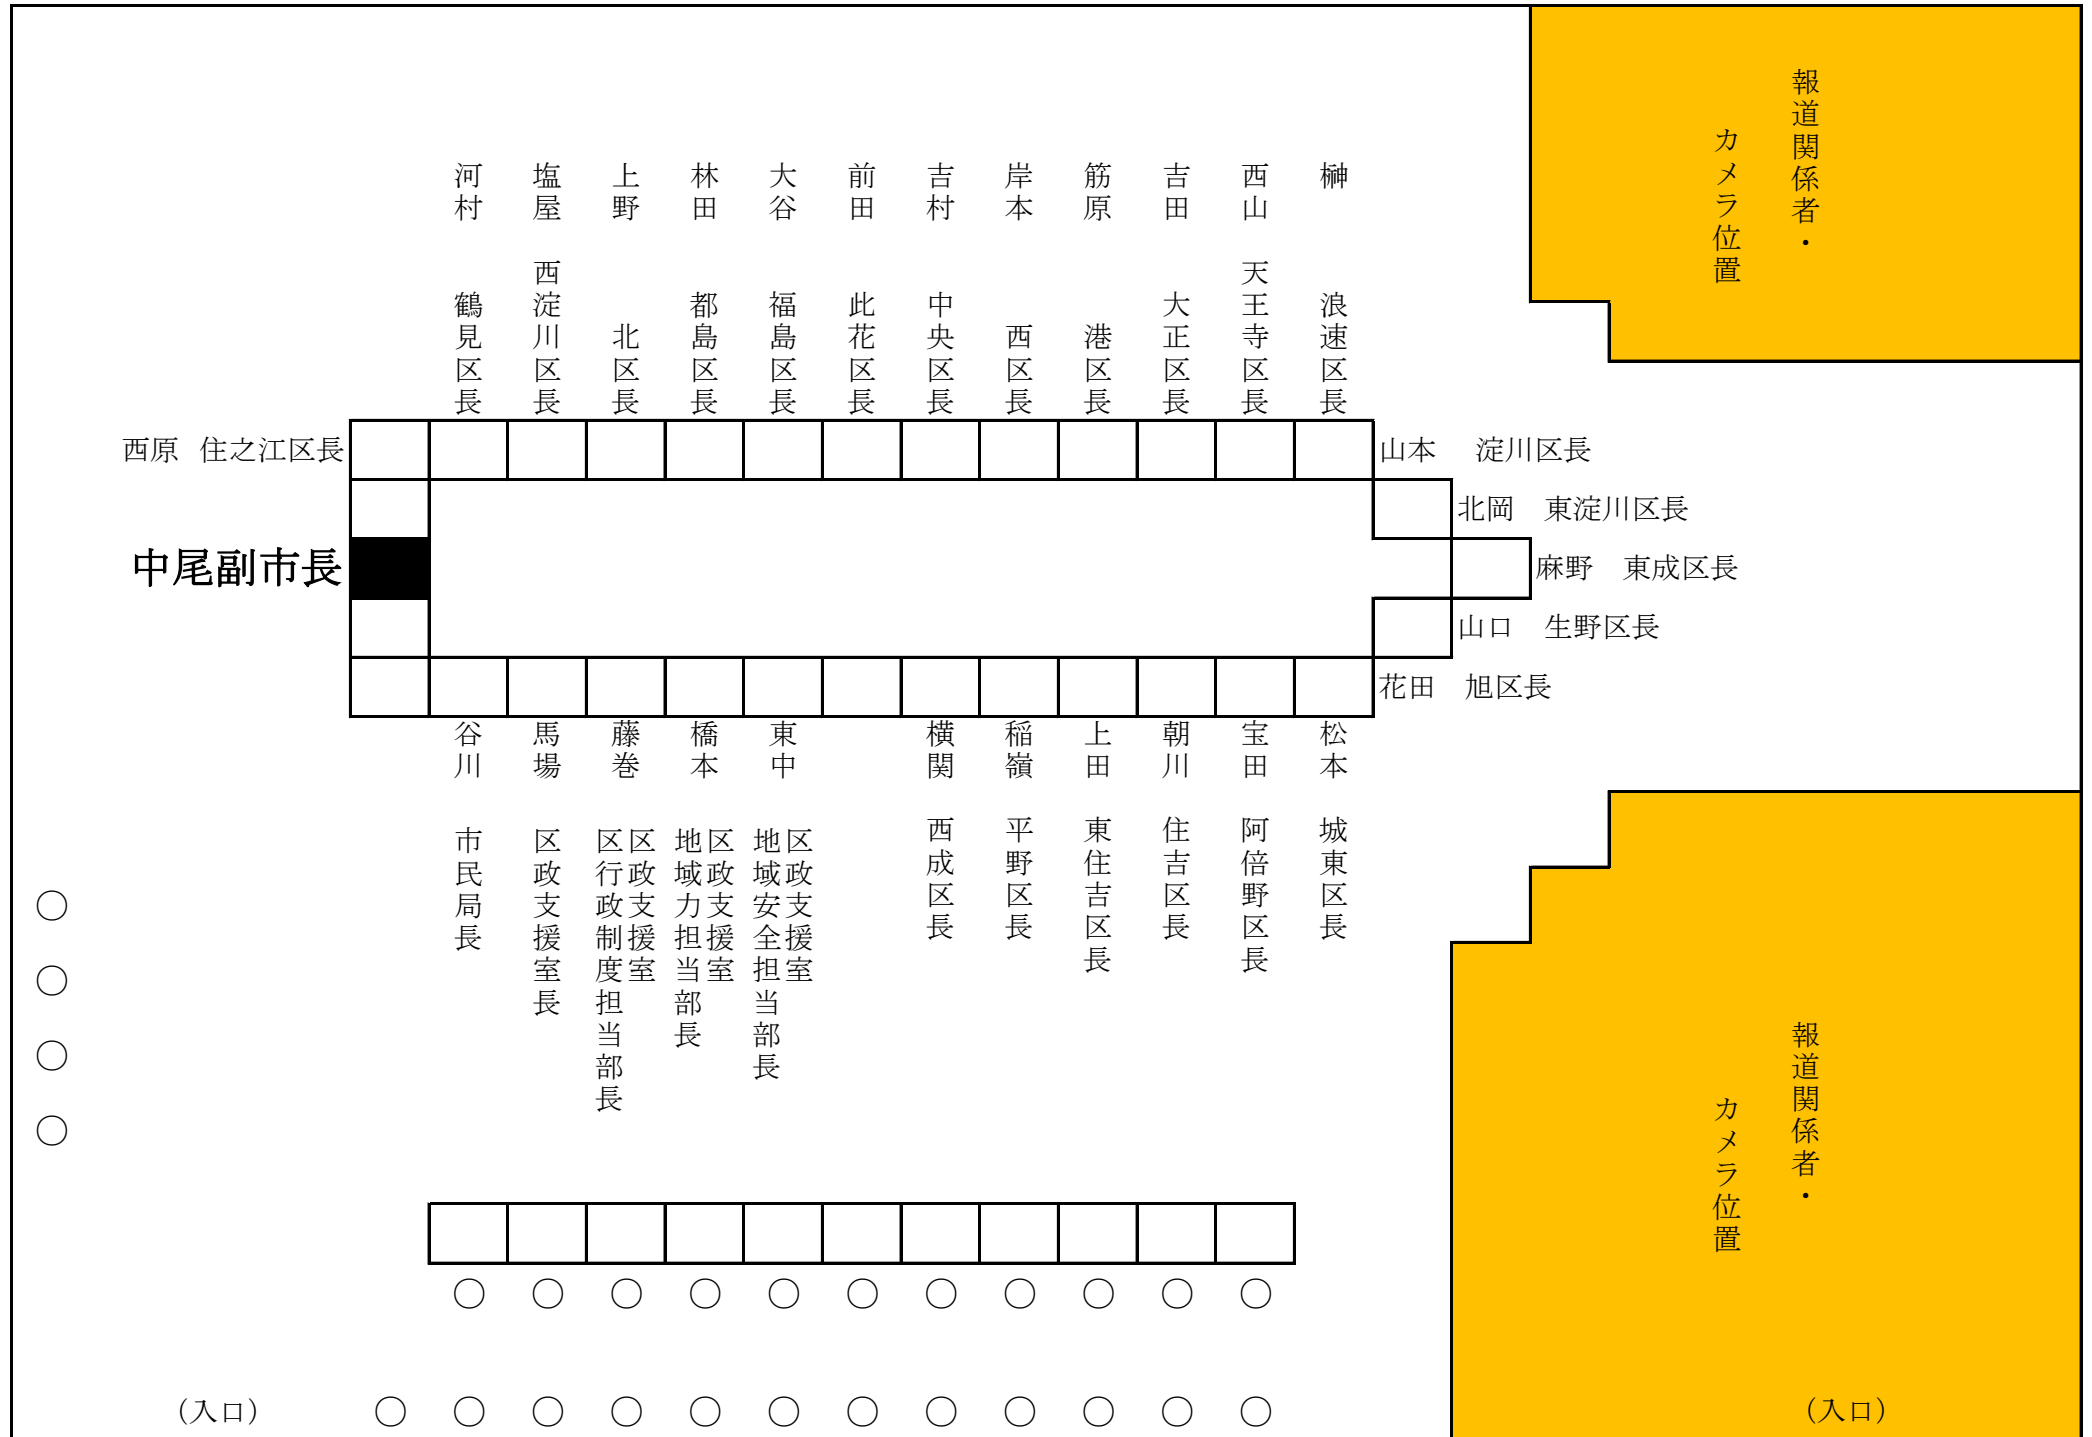 報道関係者・
カメラ位置
河村　鶴見区長
塩屋　西淀川区長
上野　北区長
林田　都島区長
大谷　福島区長
前田　此花区長
吉村　中央区長
岸本　西区長
筋原　港区長
吉田　大正区長
西山　天王寺区長
榊　浪速区長
西原　住之江区長
山本　淀川区長
北岡　東淀川区長
中尾副市長
麻野　東成区長
山口　生野区長
花田　旭区長
谷川　市民局長
馬場　区政支援室長
藤巻　区政支援室
区行政制度担当部長
橋本　区政支援室
地域力担当部長
東中　区政支援室
地域安全担当部長
横関　西成区長
稲嶺　平野区長
上田　東住吉区長
朝川　住吉区長
宝田　阿倍野区長
松本　城東区長
報道関係者・
カメラ位置
（入口）
（入口）